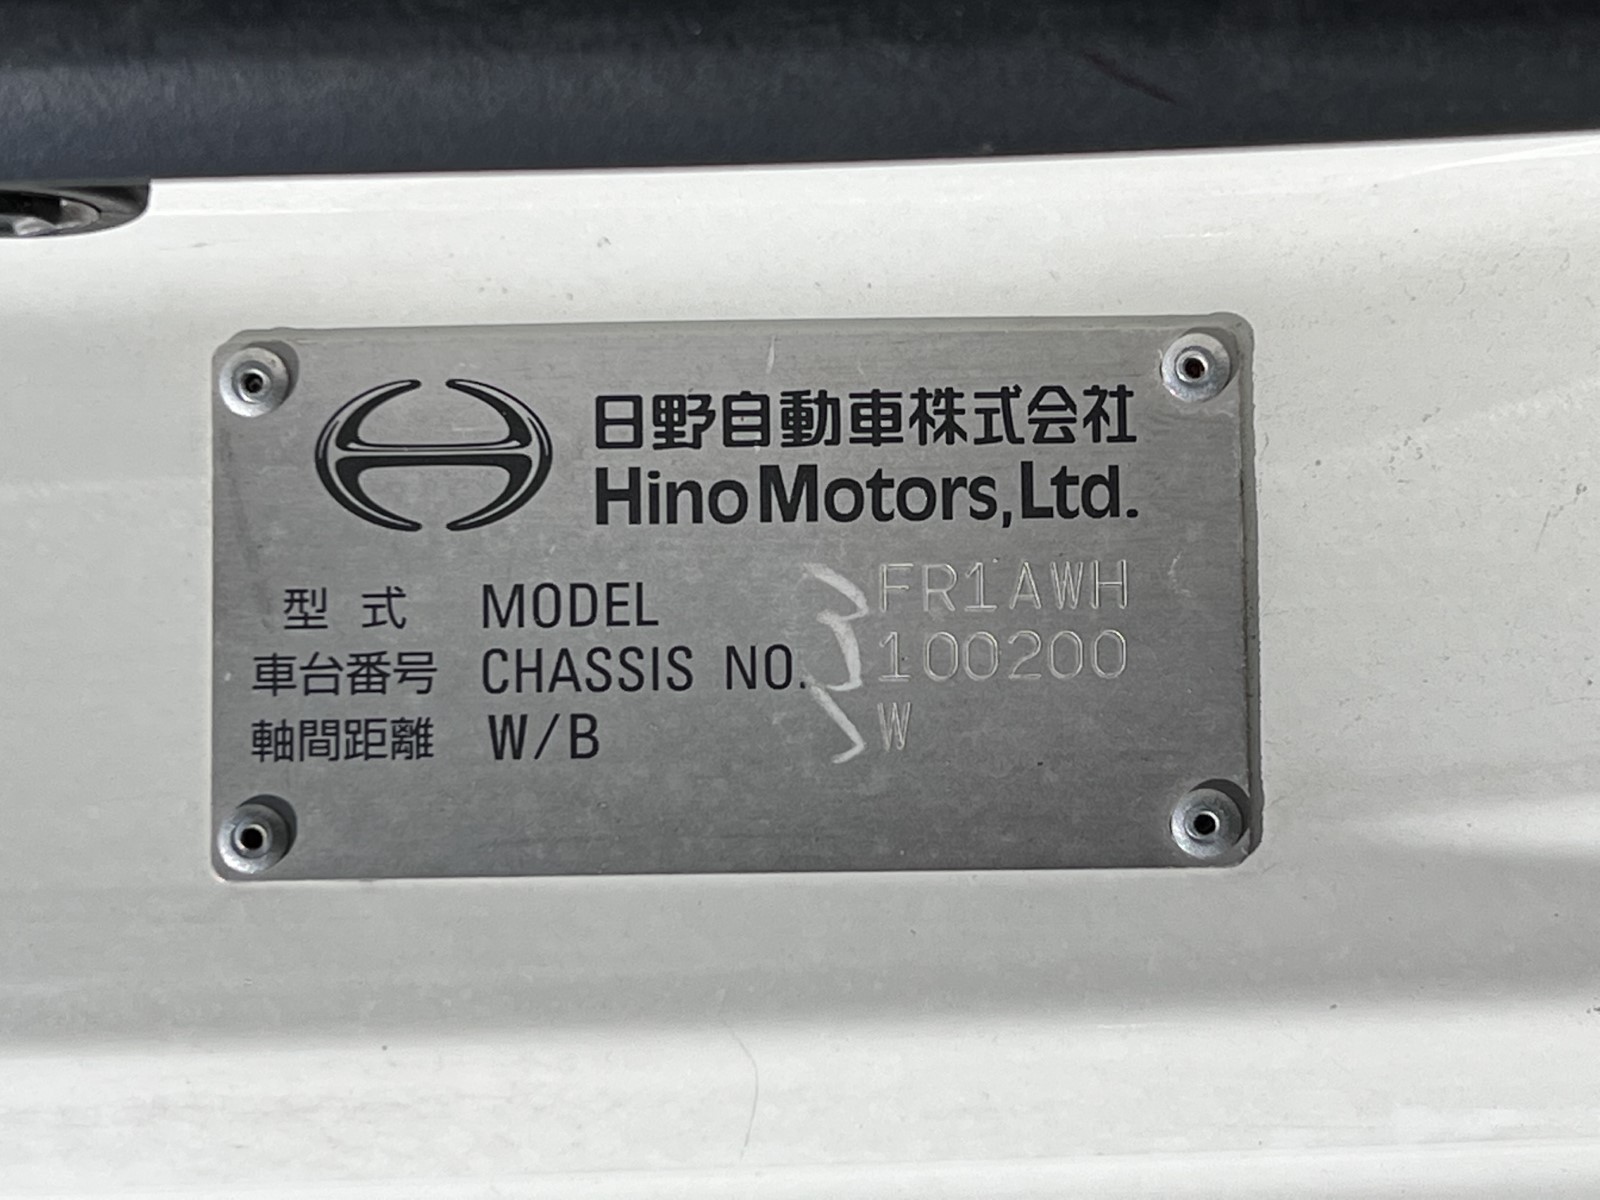 日野自動車株式会社
Hino Motors, Ltd.
型式 MODEL FR1AWH
車台番号 CHASSIS NO. 100200
軸間距離 W/B W